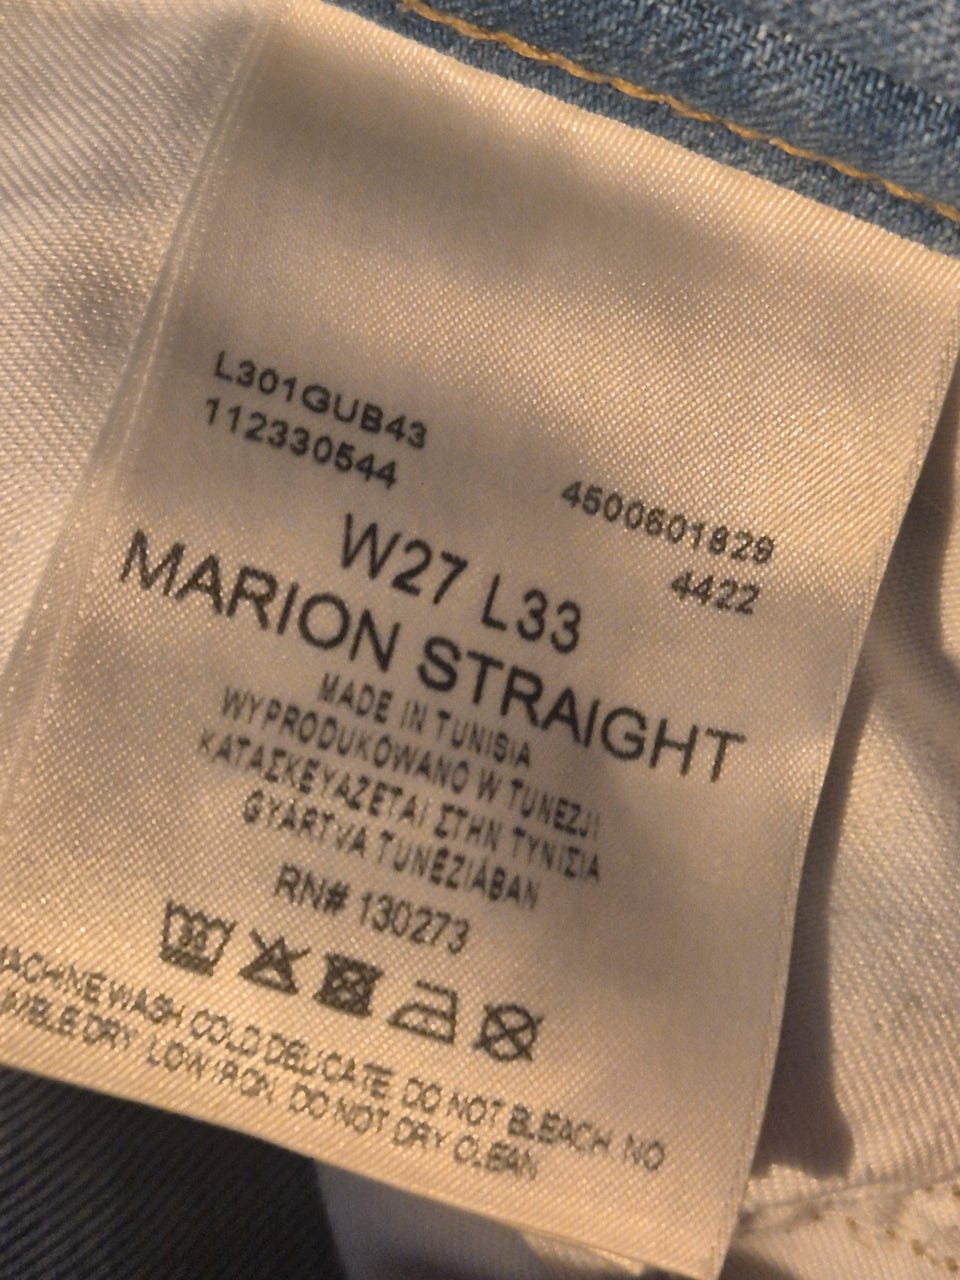 L301GUB43
112330544
4500601829
4422
W27 L33
MARION STRAIGHT
MADE IN TUNISIA
WYPRODUKOWANO W TUNEZJI
ΚΑΤΑΣΚΕΥΑΖΕΤΑΙ ΣΤΗΝ ΤΥΝΙΣΙΑ
GYÁRTVA TUNÉZIÁBAN
RN# 130273
MACHINE WASH COLD DELICATE DO NOT BLEACH NO
TUMBLE DRY LOW IRON DO NOT DRY CLEAN